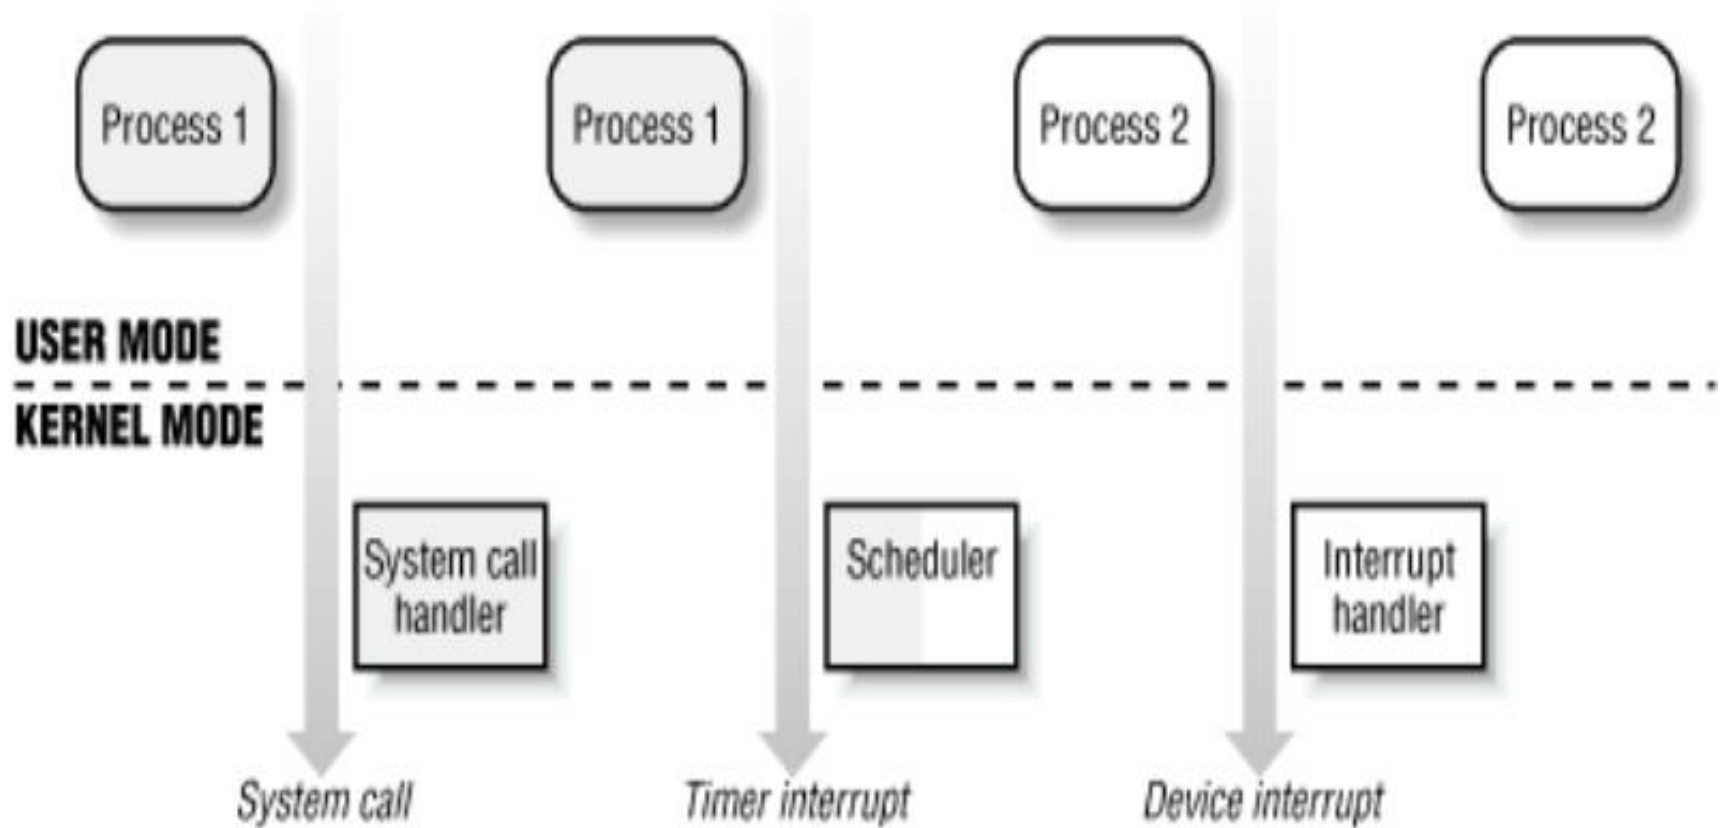 Process 1
Process 1
Process 2
Process 2
USER MODE
KERNEL MODE
System call
handler
Scheduler
Interrupt
handler
System call
Timer interrupt
Device interrupt